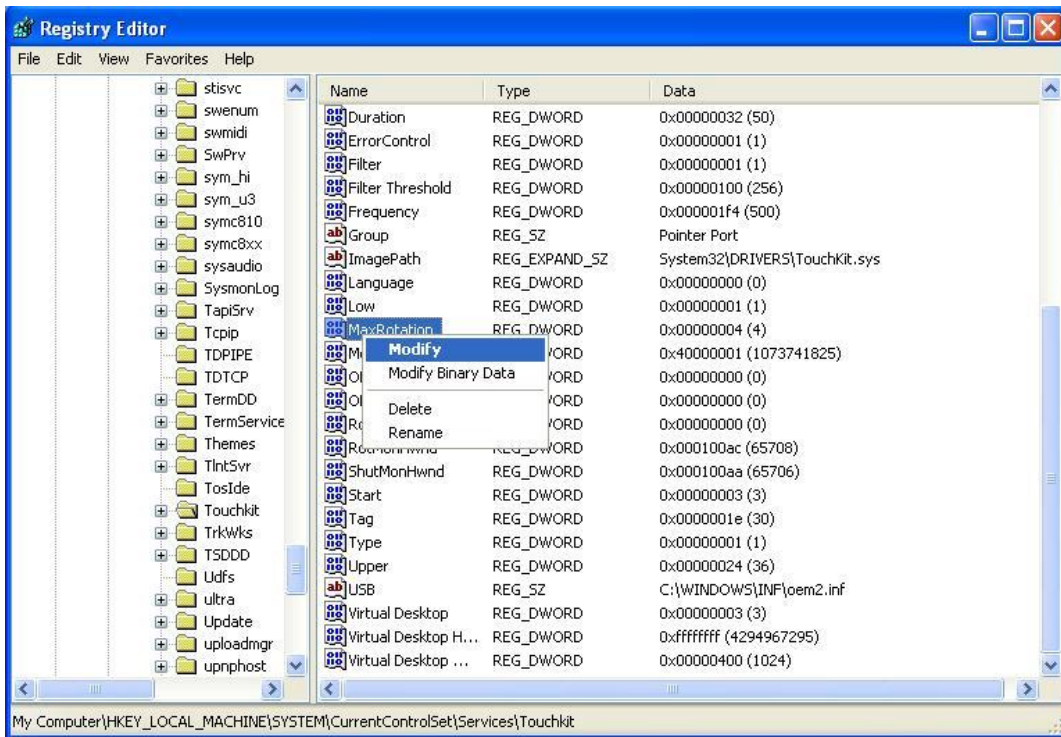 Registry Editor
File Edit View Favorites Help
stisvc
swenum
swmidi
SwPrv
sym_hi
sym_u3
symc810
symc8xx
sysaudio
SysmonLog
TapiSrv
Tcpip
TDPIPE
TDTCP
TermDD
TermService
Themes
TlntSvr
TosIde
Touchkit
TrkWks
TSDDD
Udfs
ultra
Update
uploadmgr
upnphost
Name Type Data
Duration REG_DWORD 0x00000032 (50)
ErrorControl REG_DWORD 0x00000001 (1)
Filter REG_DWORD 0x00000001 (1)
Filter Threshold REG_DWORD 0x00000100 (256)
Frequency REG_DWORD 0x000001f4 (500)
Group REG_SZ Pointer Port
ImagePath REG_EXPAND_SZ System32\DRIVERS\TouchKit.sys
Language REG_DWORD 0x00000000 (0)
Low REG_DWORD 0x00000001 (1)
MaxRotation REG_DWORD 0x00000004 (4)
0x40000001 (1073741825)
0x00000000 (0)
0x00000000 (0)
0x00000000 (0)
0x000100ac (65708)
Modify
Modify Binary Data
Delete
Rename
ShutMonHwnd REG_DWORD 0x000100aa (65706)
Start REG_DWORD 0x00000003 (3)
Tag REG_DWORD 0x0000001e (30)
Type REG_DWORD 0x00000001 (1)
Upper REG_DWORD 0x00000024 (36)
USB REG_SZ C:\WINDOWS\INF\oem2.inf
Virtual Desktop REG_DWORD 0x00000003 (3)
Virtual Desktop H... REG_DWORD 0xffffffff (4294967295)
Virtual Desktop ... REG_DWORD 0x00000400 (1024)
My Computer\HKEY_LOCAL_MACHINE\SYSTEM\CurrentControlSet\Services\Touchkit